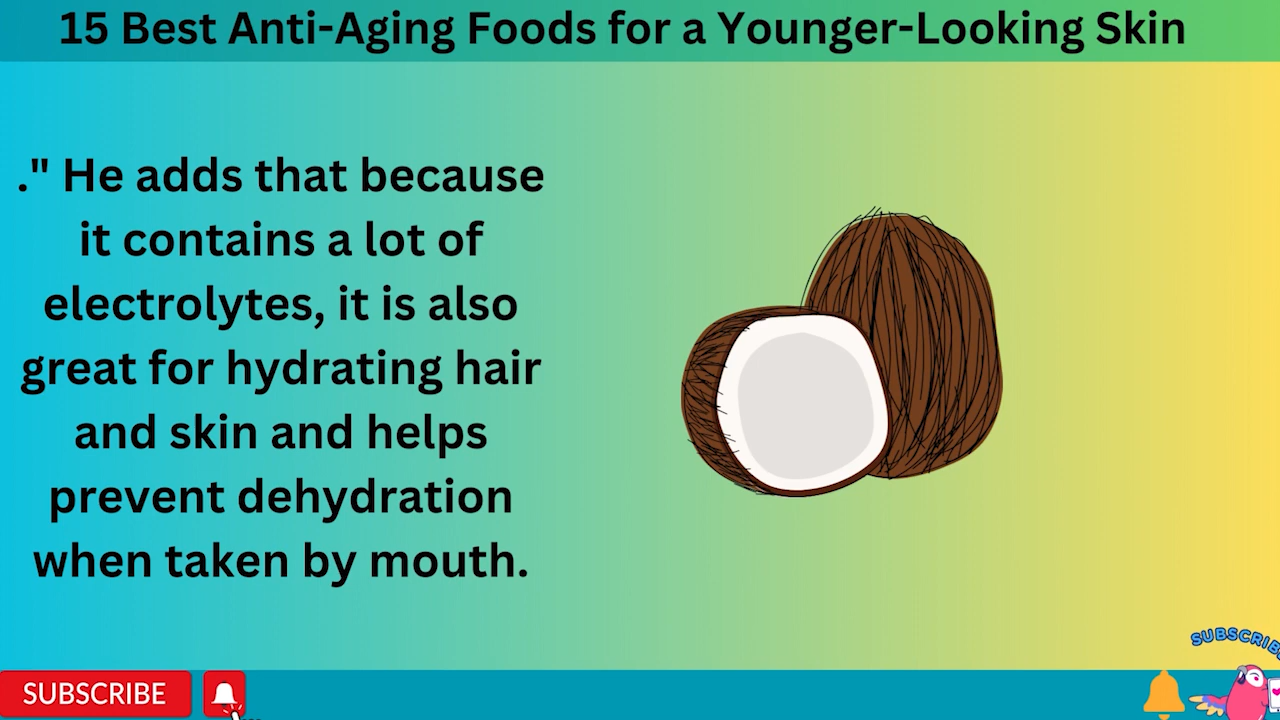 15 Best Anti-Aging Foods for a Younger-Looking Skin
." He adds that because
it contains a lot of
electrolytes, it is also
great for hydrating hair
and skin and helps
prevent dehydration
when taken by mouth.
SUBSCRIBE
SUBSCRIBE